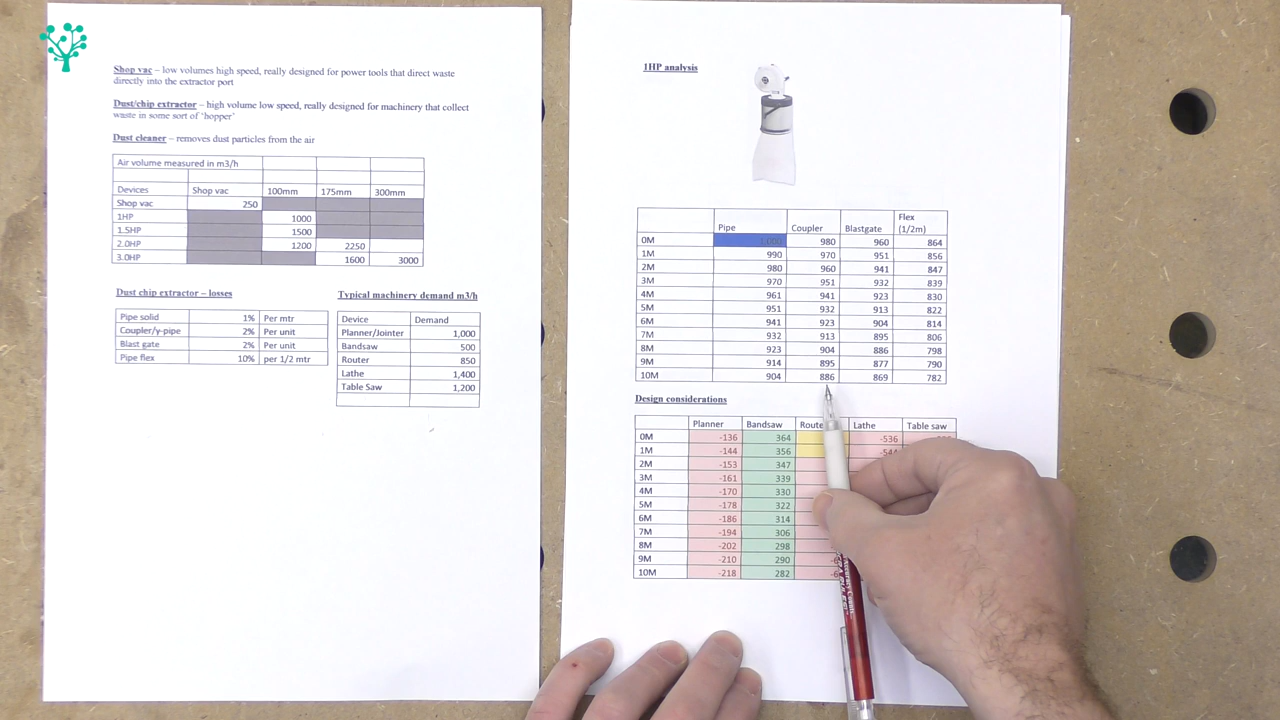 Shop vac – low volumes high speed, really designed for power tools that direct waste
directly into the extractor port
Dust/chip extractor – high volume low speed, really designed for machinery that collect
waste in some sort of 'hopper'
Dust cleaner – removes dust particles from the air
Air volume measured in m3/h
Devices Shop vac 100mm 175mm 300mm
Shop vac 250
1HP 1000
1.5HP 1500
2.0HP 1200 2250
3.0HP 1600 3000
Dust chip extractor – losses
Pipe solid 1% Per mtr
Coupler/y-pipe 2% Per unit
Blast gate 2% Per unit
Pipe flex 10% per 1/2 mtr
Typical machinery demand m3/h
Device Demand
Planner/Jointer 1,000
Bandsaw 500
Router 850
Lathe 1,400
Table Saw 1,200
1HP analysis
Pipe Coupler Blastgate Flex
(1/2m)
0M 1,000 980 960 864
1M 990 970 951 856
2M 980 960 941 847
3M 970 951 932 839
4M 961 941 923 830
5M 951 932 913 822
6M 941 923 904 814
7M 932 913 895 806
8M 923 904 886 798
9M 914 895 877 790
10M 904 886 869 782
Design considerations
Planner Bandsaw Route Lathe Table saw
0M -136 364 -536
1M -144 356 -544
2M -153 347
3M -161 339
4M -170 330
5M -178 322
6M -186 314
7M -194 306
8M -202 298
9M -210 290
10M -218 282